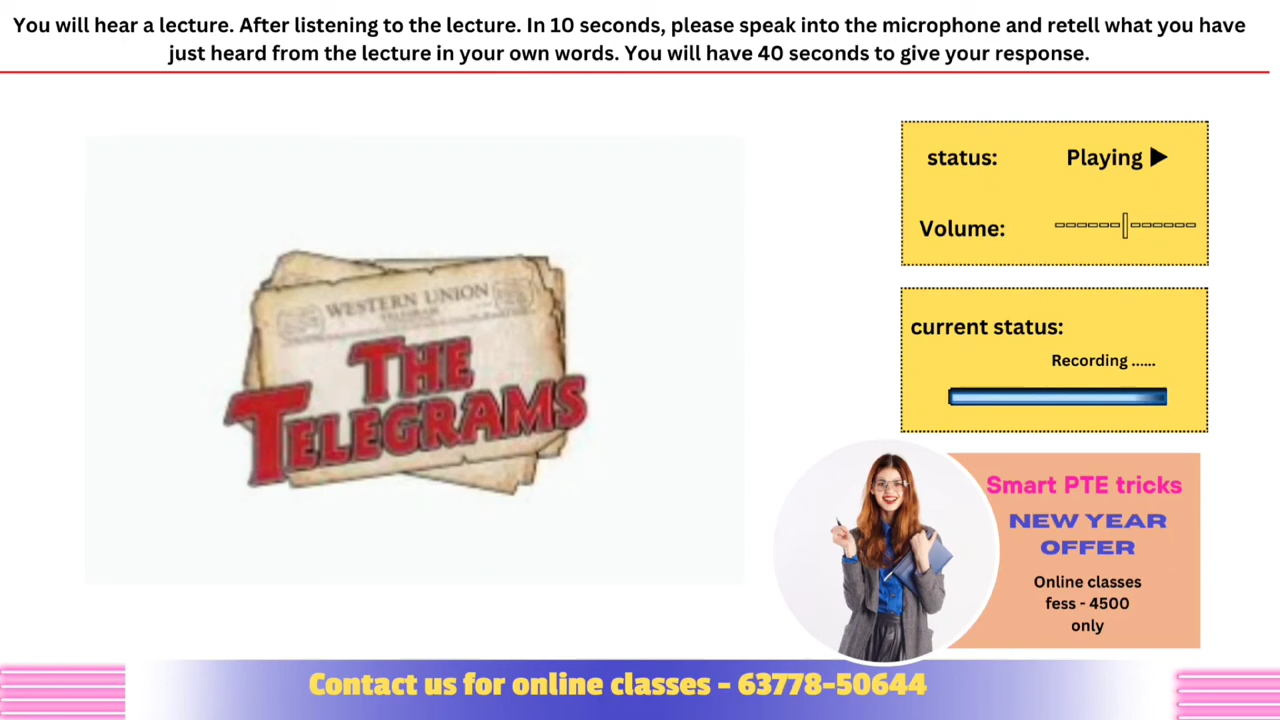 You will hear a lecture. After listening to the lecture. In 10 seconds, please speak into the microphone and retell what you have
just heard from the lecture in your own words. You will have 40 seconds to give your response.
WESTERN UNION
THE
TELEGRAMS
status: Playing ▶
Volume:
current status:
Recording ......
Smart PTE tricks
NEW YEAR
OFFER
Online classes
fess - 4500
only
Contact us for online classes - 63778-50644